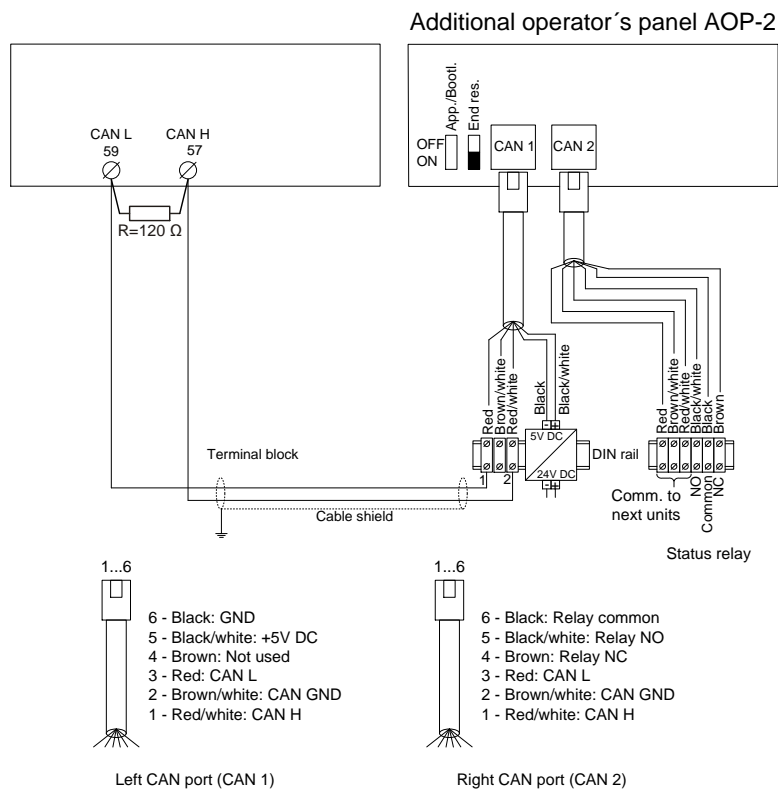 Additional operator´s panel AOP-2
CAN L
59
CAN H
57
R=120 Ω
App./Bootl.
End res.
OFF
ON
CAN 1
CAN 2
Red
Brown/white
Red/white
Black
Black/white
Red
Brown/white
Red/white
Black/white
Black
Brown
5V DC
- +
24V DC
- +
DIN rail
1
2
Terminal block
Cable shield
Comm. to
next units
NO
Common
NC
Status relay
1...6
6 - Black: GND
5 - Black/white: +5V DC
4 - Brown: Not used
3 - Red: CAN L
2 - Brown/white: CAN GND
1 - Red/white: CAN H
Left CAN port (CAN 1)
1...6
6 - Black: Relay common
5 - Black/white: Relay NO
4 - Brown: Relay NC
3 - Red: CAN L
2 - Brown/white: CAN GND
1 - Red/white: CAN H
Right CAN port (CAN 2)